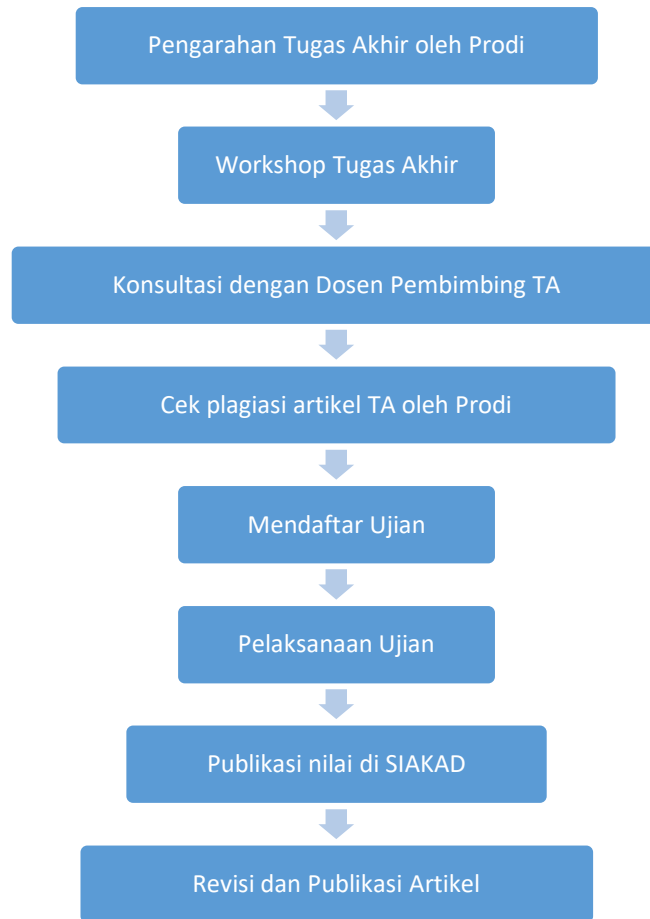 Pengarahan Tugas Akhir oleh Prodi
Workshop Tugas Akhir
Konsultasi dengan Dosen Pembimbing TA
Cek plagiasi artikel TA oleh Prodi
Mendaftar Ujian
Pelaksanaan Ujian
Publikasi nilai di SIAKAD
Revisi dan Publikasi Artikel